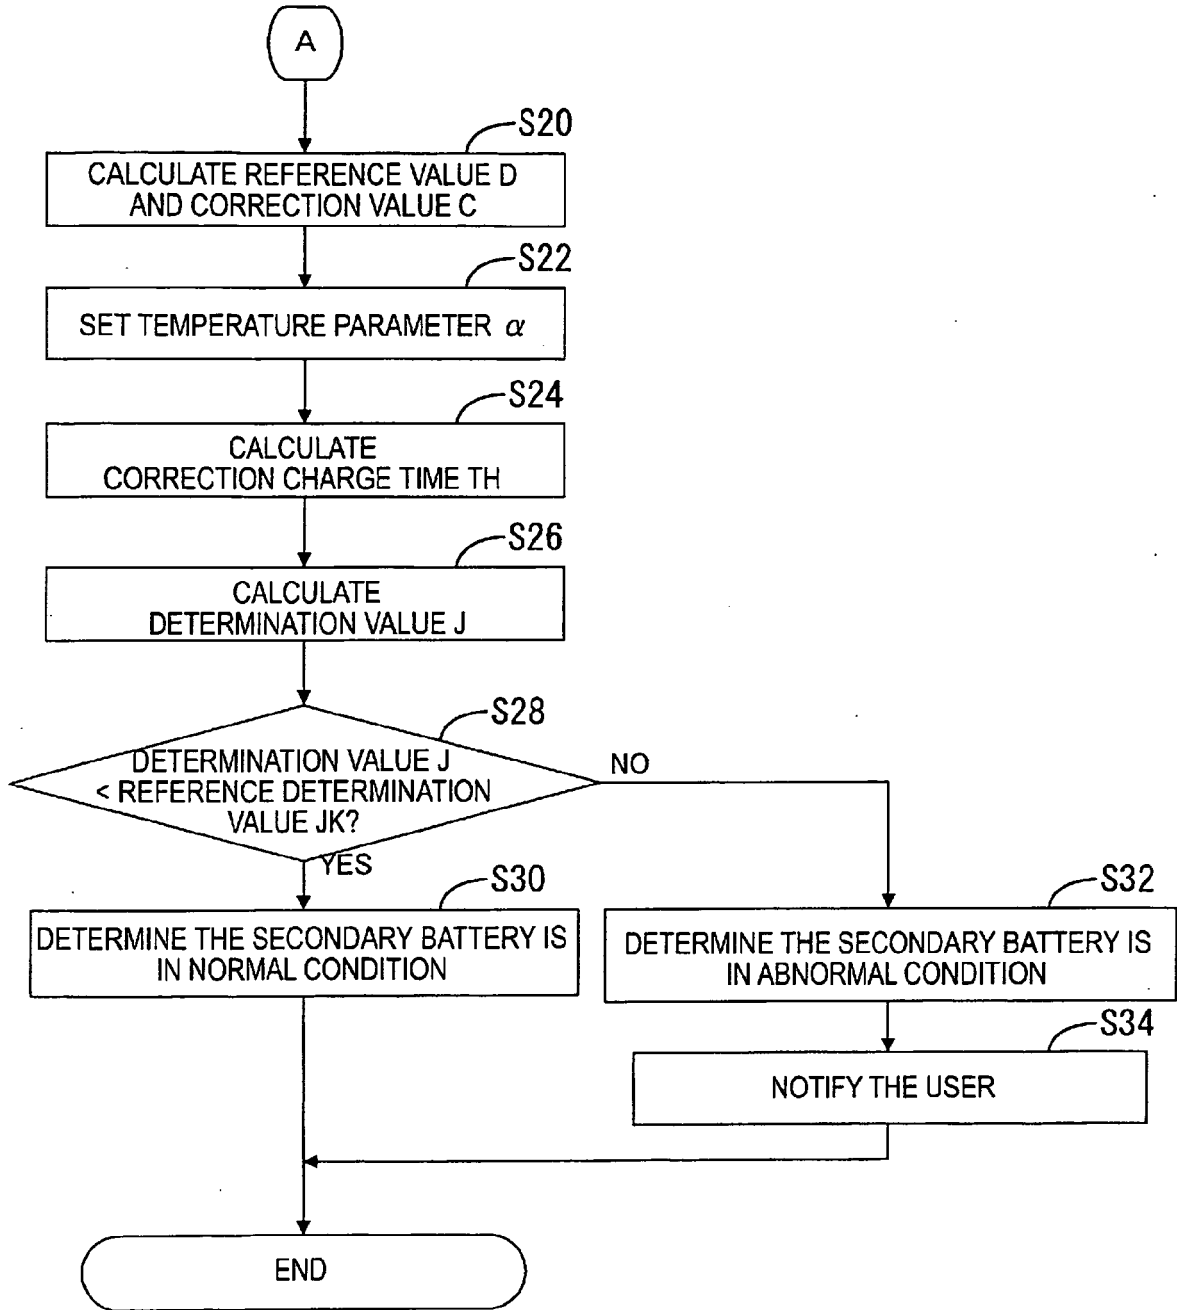 A
S20
CALCULATE REFERENCE VALUE D
AND CORRECTION VALUE C
S22
SET TEMPERATURE PARAMETER α
S24
CALCULATE
CORRECTION CHARGE TIME TH
S26
CALCULATE
DETERMINATION VALUE J
S28
DETERMINATION VALUE J
< REFERENCE DETERMINATION
VALUE JK?
NO
YES
S30
DETERMINE THE SECONDARY BATTERY IS
IN NORMAL CONDITION
S32
DETERMINE THE SECONDARY BATTERY IS
IN ABNORMAL CONDITION
S34
NOTIFY THE USER
END